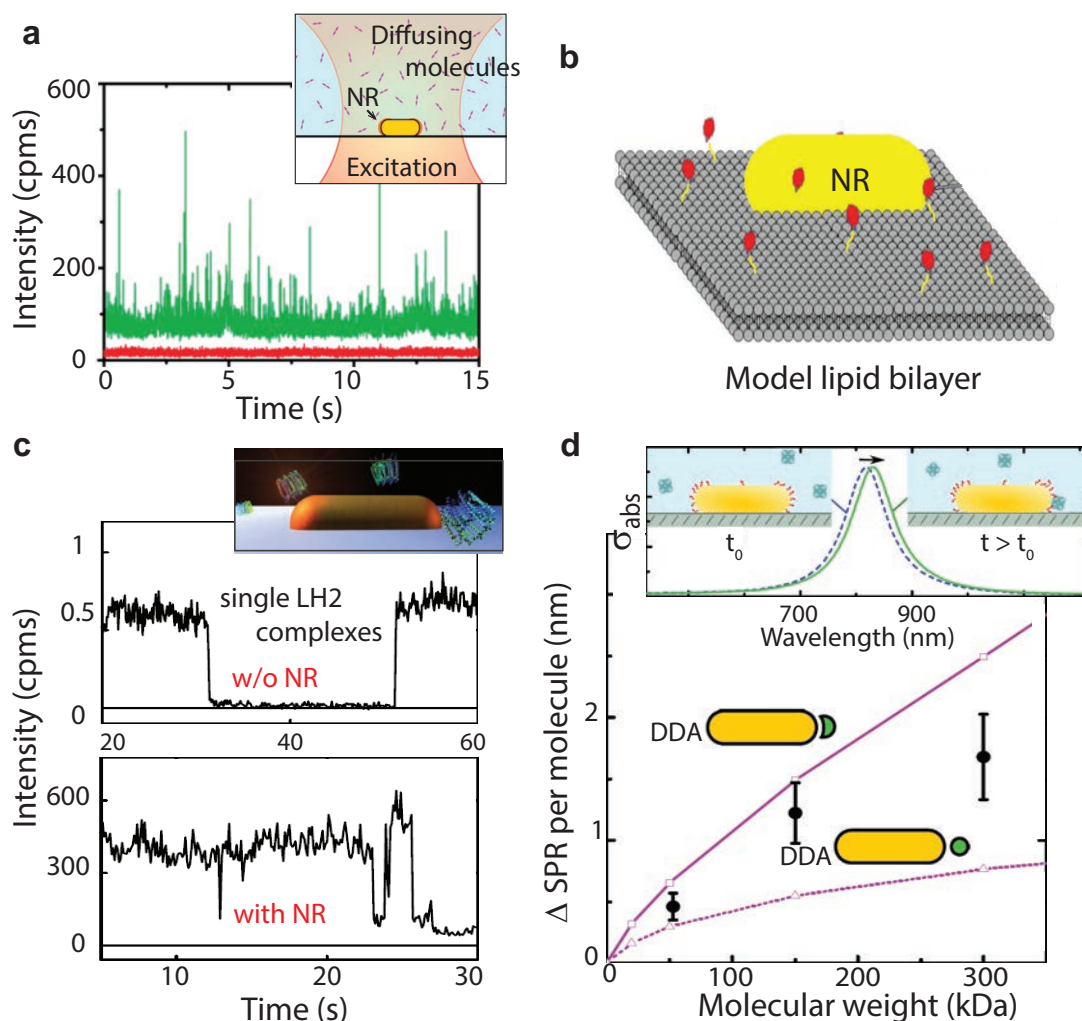 a
Diffusing
molecules
NR
Excitation
600
400
200
0
Intensity (cpms)
0
5
10
15
Time (s)
b
NR
Model lipid bilayer
c
1
0.5
0
single LH2
complexes
w/o NR
20
40
60
Intensity (cpms)
600
300
0
with NR
10
20
30
Time (s)
d
σabs
t0
t > t0
700
900
Wavelength (nm)
Δ SPR per molecule (nm)
2
1
0
DDA
DDA
0
100
200
300
Molecular weight (kDa)